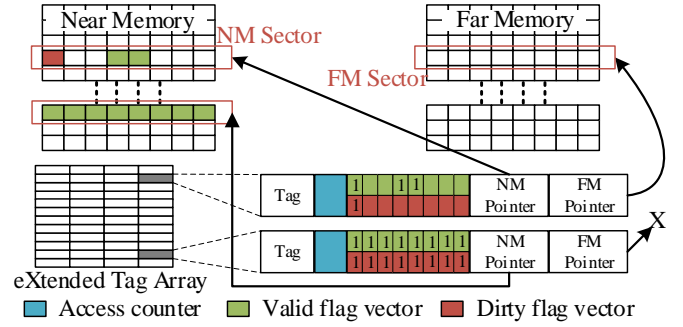 Near Memory
Far Memory
NM Sector
FM Sector
Tag
1 1 1
1
NM
Pointer
FM
Pointer
X
Tag
1 1 1 1 1 1 1 1
1 1 1 1 1 1 1 1
NM
Pointer
FM
Pointer
eXtended Tag Array
Access counter
Valid flag vector
Dirty flag vector